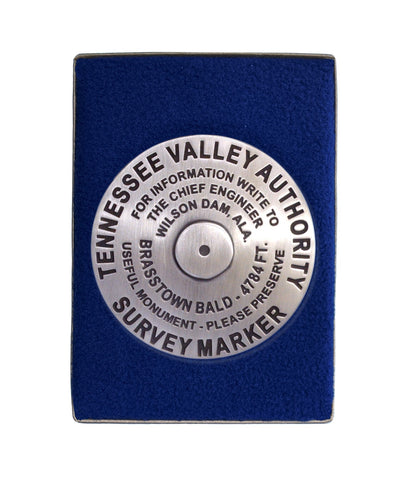 TENNESSEE VALLEY AUTHORITY
FOR INFORMATION WRITE TO
THE CHIEF ENGINEER
WILSON DAM, ALA.
BRASSTOWN BALD - 4784 FT.
USEFUL MONUMENT - PLEASE PRESERVE
SURVEY MARKER